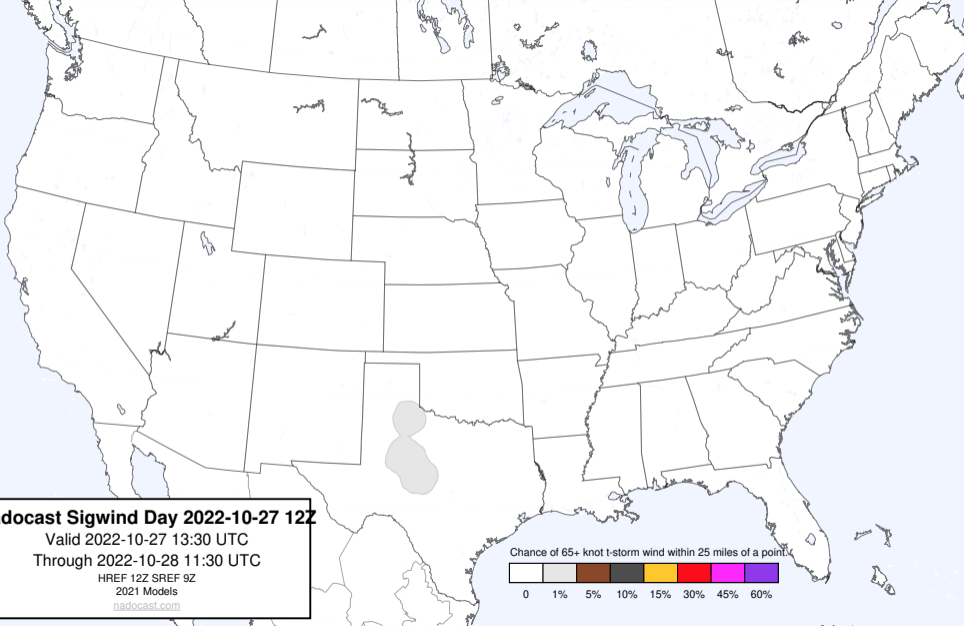 adocast Sigwind Day 2022-10-27 12Z
Valid 2022-10-27 13:30 UTC
Through 2022-10-28 11:30 UTC
HREF 12Z SREF 9Z
2021 Models
nadocast.com
Chance of 65+ knot t-storm wind within 25 miles of a point.
0 1% 5% 10% 15% 30% 45% 60%